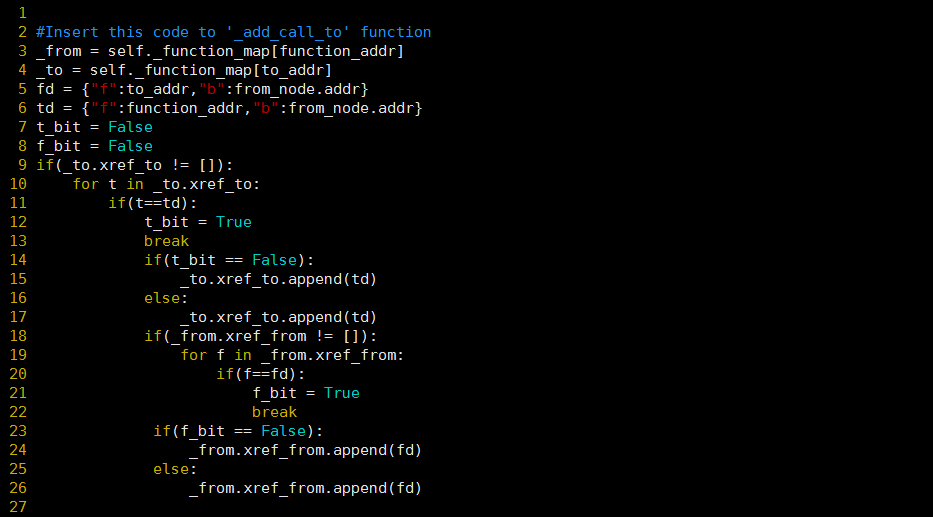 1
2 #Insert this code to '_add_call_to' function
3 _from = self._function_map[function_addr]
4 _to = self._function_map[to_addr]
5 fd = {"f":to_addr,"b":from_node.addr}
6 td = {"f":function_addr,"b":from_node.addr}
7 t_bit = False
8 f_bit = False
9 if(_to.xref_to != []):
10     for t in _to.xref_to:
11         if(t==td):
12             t_bit = True
13             break
14             if(t_bit == False):
15                 _to.xref_to.append(td)
16             else:
17                 _to.xref_to.append(td)
18             if(_from.xref_from != []):
19                 for f in _from.xref_from:
20                     if(f==fd):
21                         f_bit = True
22                         break
23              if(f_bit == False):
24                  _from.xref_from.append(fd)
25              else:
26                  _from.xref_from.append(fd)
27